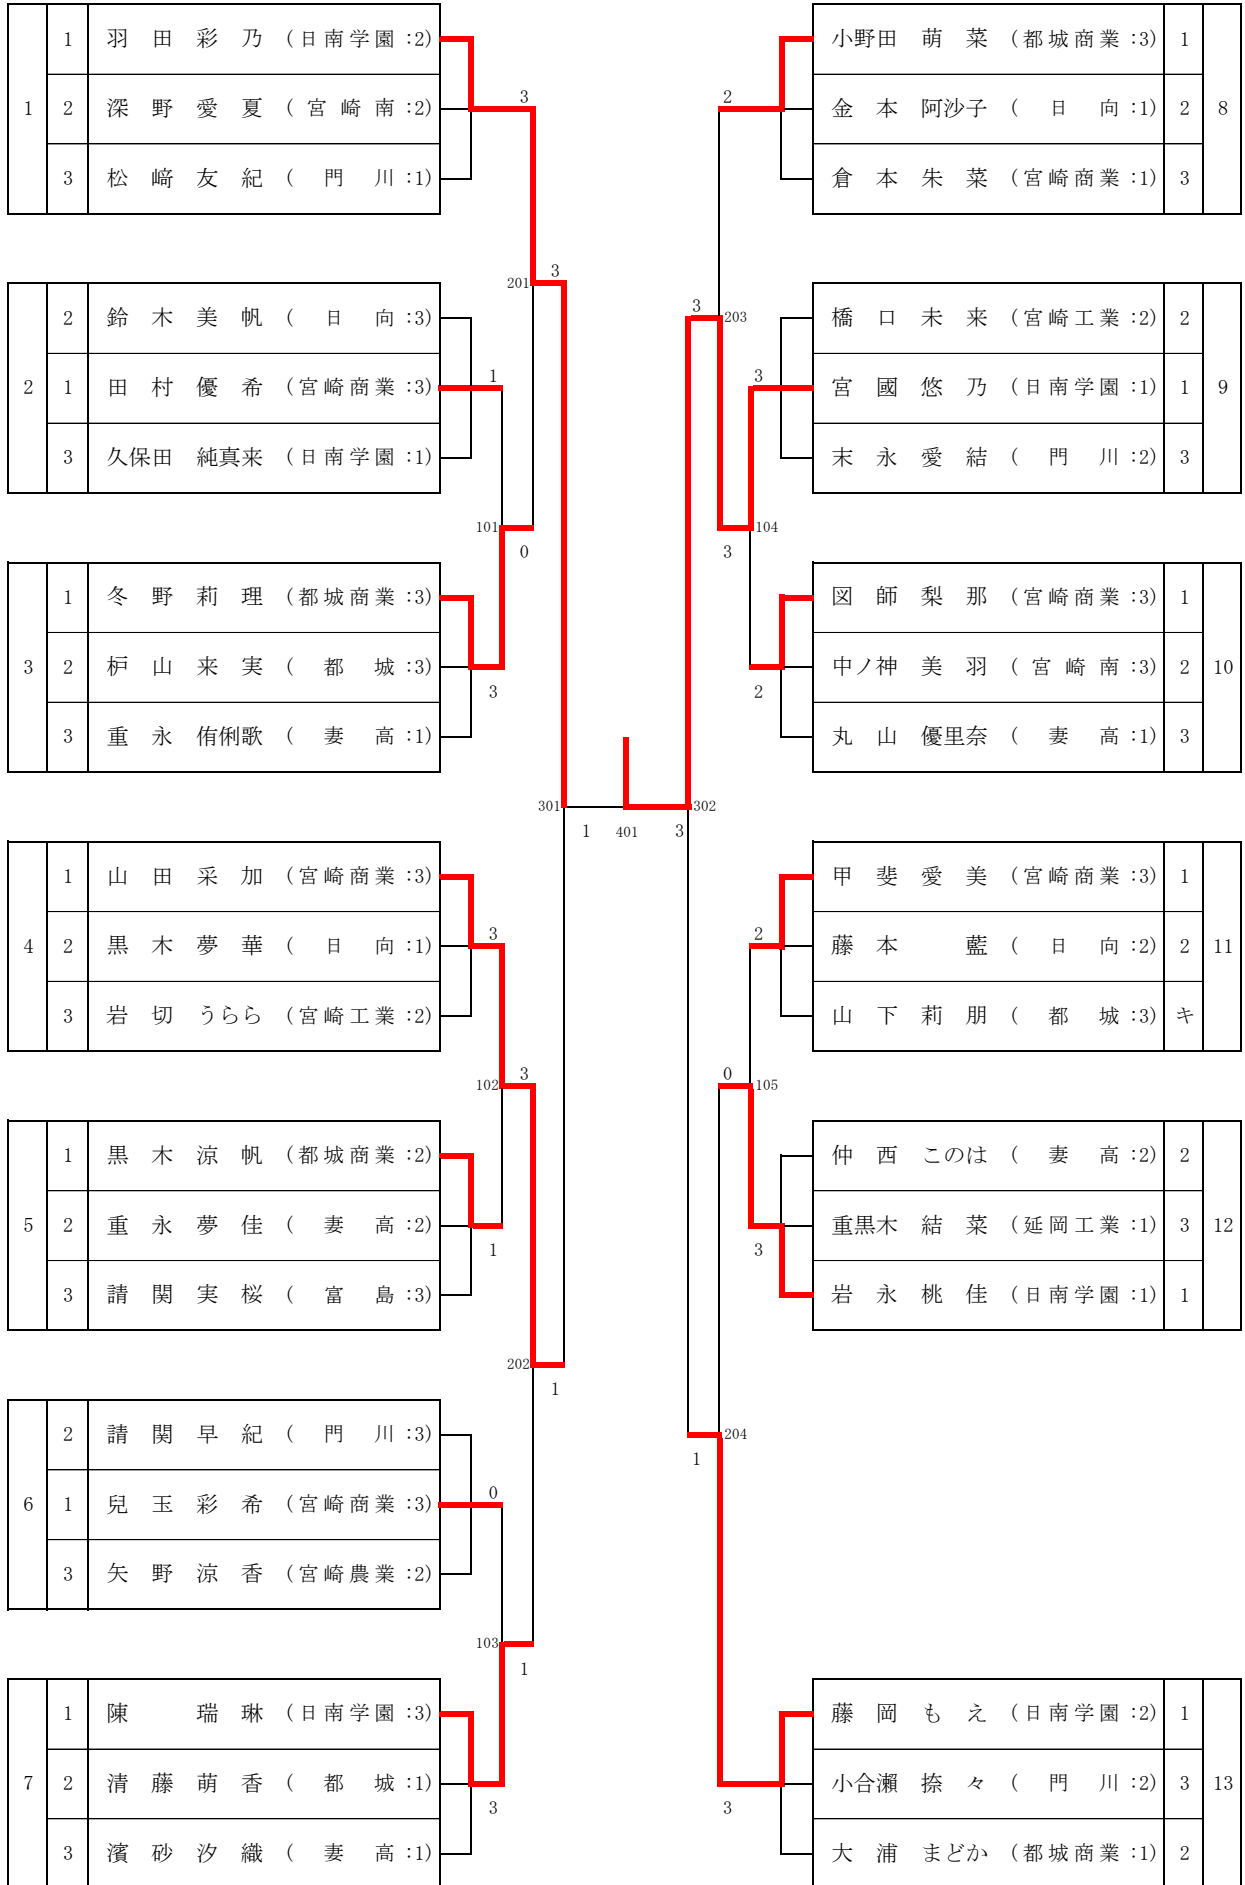 1 羽田彩乃 (日南学園:2)
1 2 深野愛夏 (宮崎南:2)
3 松﨑友紀 (門川:1)
3
2 鈴木美帆 (日向:3)
2 1 田村優希 (宮崎商業:3)
3 久保田 純真来 (日南学園:1)
201 3
1
101
0
1 冬野莉理 (都城商業:3)
3 2 枦山来実 (都城:3)
3 重永 侑俐歌 (妻高:1)
3
301
1 401 3
302
1 山田采加 (宮崎商業:3)
4 2 黒木夢華 (日向:1)
3 岩切 うらら (宮崎工業:2)
3
102 3
1 黒木涼帆 (都城商業:2)
5 2 重永夢佳 (妻高:2)
3 請関実桜 (富島:3)
1
202
1
2 請関早紀 (門川:3)
6 1 兒玉彩希 (宮崎商業:3)
3 矢野涼香 (宮崎農業:2)
0
103
1
1 陳瑞琳 (日南学園:3)
7 2 清藤萌香 (都城:1)
3 濱砂汐織 (妻高:1)
3
小野田 萌菜 (都城商業:3) 1
金本 阿沙子 (日向:1) 2 8
倉本朱菜 (宮崎商業:1) 3
2
3 203
橋口未来 (宮崎工業:2) 2
宮國悠乃 (日南学園:1) 1 9
末永愛結 (門川:2) 3
3
104
3
図師梨那 (宮崎商業:3) 1
中ノ神 美羽 (宮崎南:3) 2 10
丸山 優里奈 (妻高:1) 3
2
甲斐愛美 (宮崎商業:3) 1
藤本藍 (日向:2) 2 11
山下莉朋 (都城:3) キ
2
0 105
仲西 このは (妻高:2) 2
重黒木 結菜 (延岡工業:1) 3 12
岩永桃佳 (日南学園:1) 1
3
204
1
藤岡もえ (日南学園:2) 1
小合瀬 捺々 (門川:2) 3 13
大浦 まどか (都城商業:1) 2
3